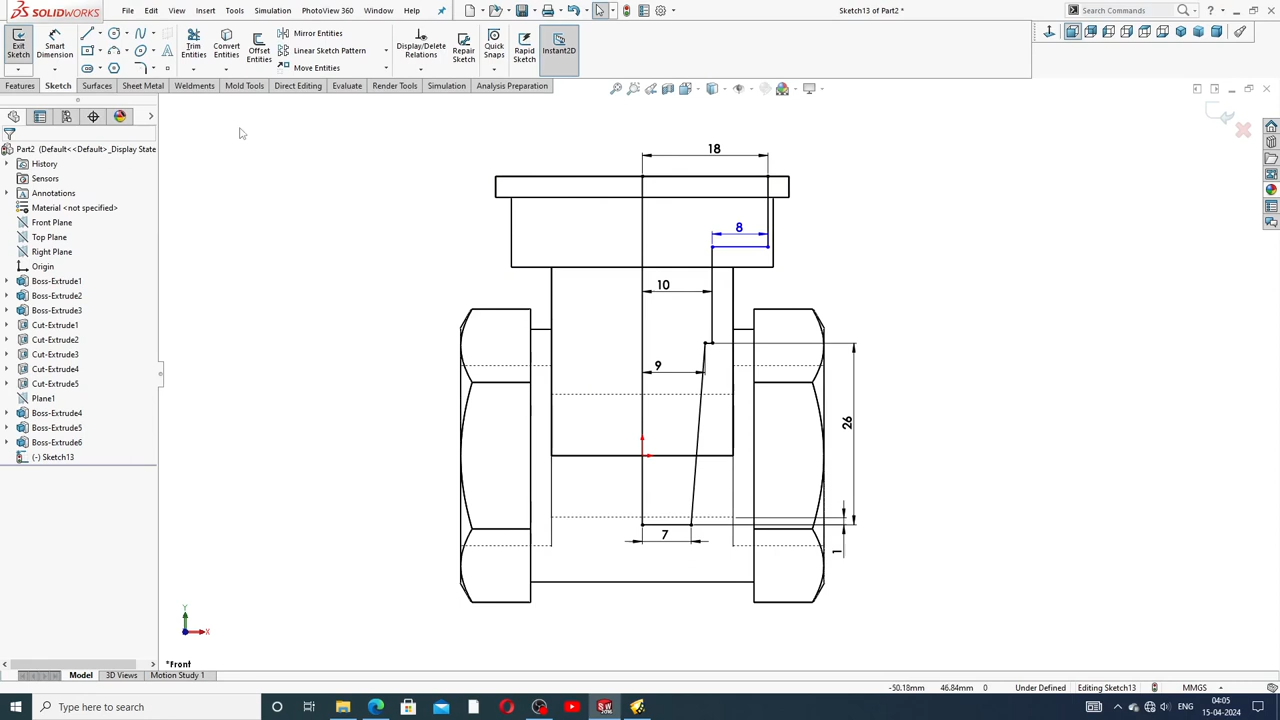 SOLIDWORKS File Edit View Insert Tools Simulation PhotoView 360 Window Help Sketch13 of Part2 * Search Commands
Exit Sketch
Smart Dimension
Trim Entities
Convert Entities
Offset Entities
Mirror Entities
Linear Sketch Pattern
Move Entities
Display/Delete Relations
Repair Sketch
Quick Snaps
Rapid Sketch
Instant2D
Features Sketch Surfaces Sheet Metal Weldments Mold Tools Direct Editing Evaluate Render Tools Simulation Analysis Preparation
Part2 (Default<<Default>_Display State
History
Sensors
Annotations
Material <not specified>
Front Plane
Top Plane
Right Plane
Origin
Boss-Extrude1
Boss-Extrude2
Boss-Extrude3
Cut-Extrude1
Cut-Extrude2
Cut-Extrude3
Cut-Extrude4
Cut-Extrude5
Plane1
Boss-Extrude4
Boss-Extrude5
Boss-Extrude6
(-) Sketch13
18
8
10
9
26
7
1
Y
X
*Front
Model 3D Views Motion Study 1
-50.18mm 46.84mm 0 Under Defined Editing Sketch13 MMGS
Type here to search
ENG
04:05
15-04-2024